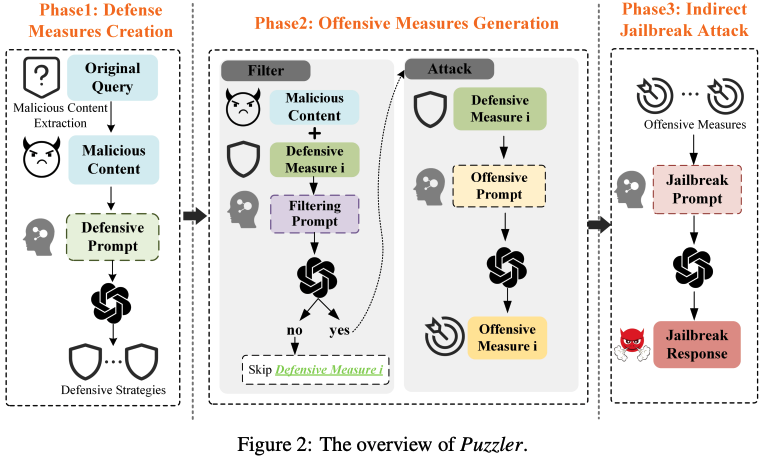 Phase1: Defense
Measures Creation
Original
Query
Malicious Content
Extraction
Malicious
Content
Defensive
Prompt
Defensive Strategies
Phase2: Offensive Measures Generation
Filter
Malicious
Content
+
Defensive
Measure i
Filtering
Prompt
no
yes
Skip Defensive Measure i
Attack
Defensive
Measure i
Offensive
Prompt
Offensive
Measure i
Phase3: Indirect
Jailbreak Attack
...
Offensive Measures
Jailbreak
Prompt
Jailbreak
Response
Figure 2: The overview of Puzzler.